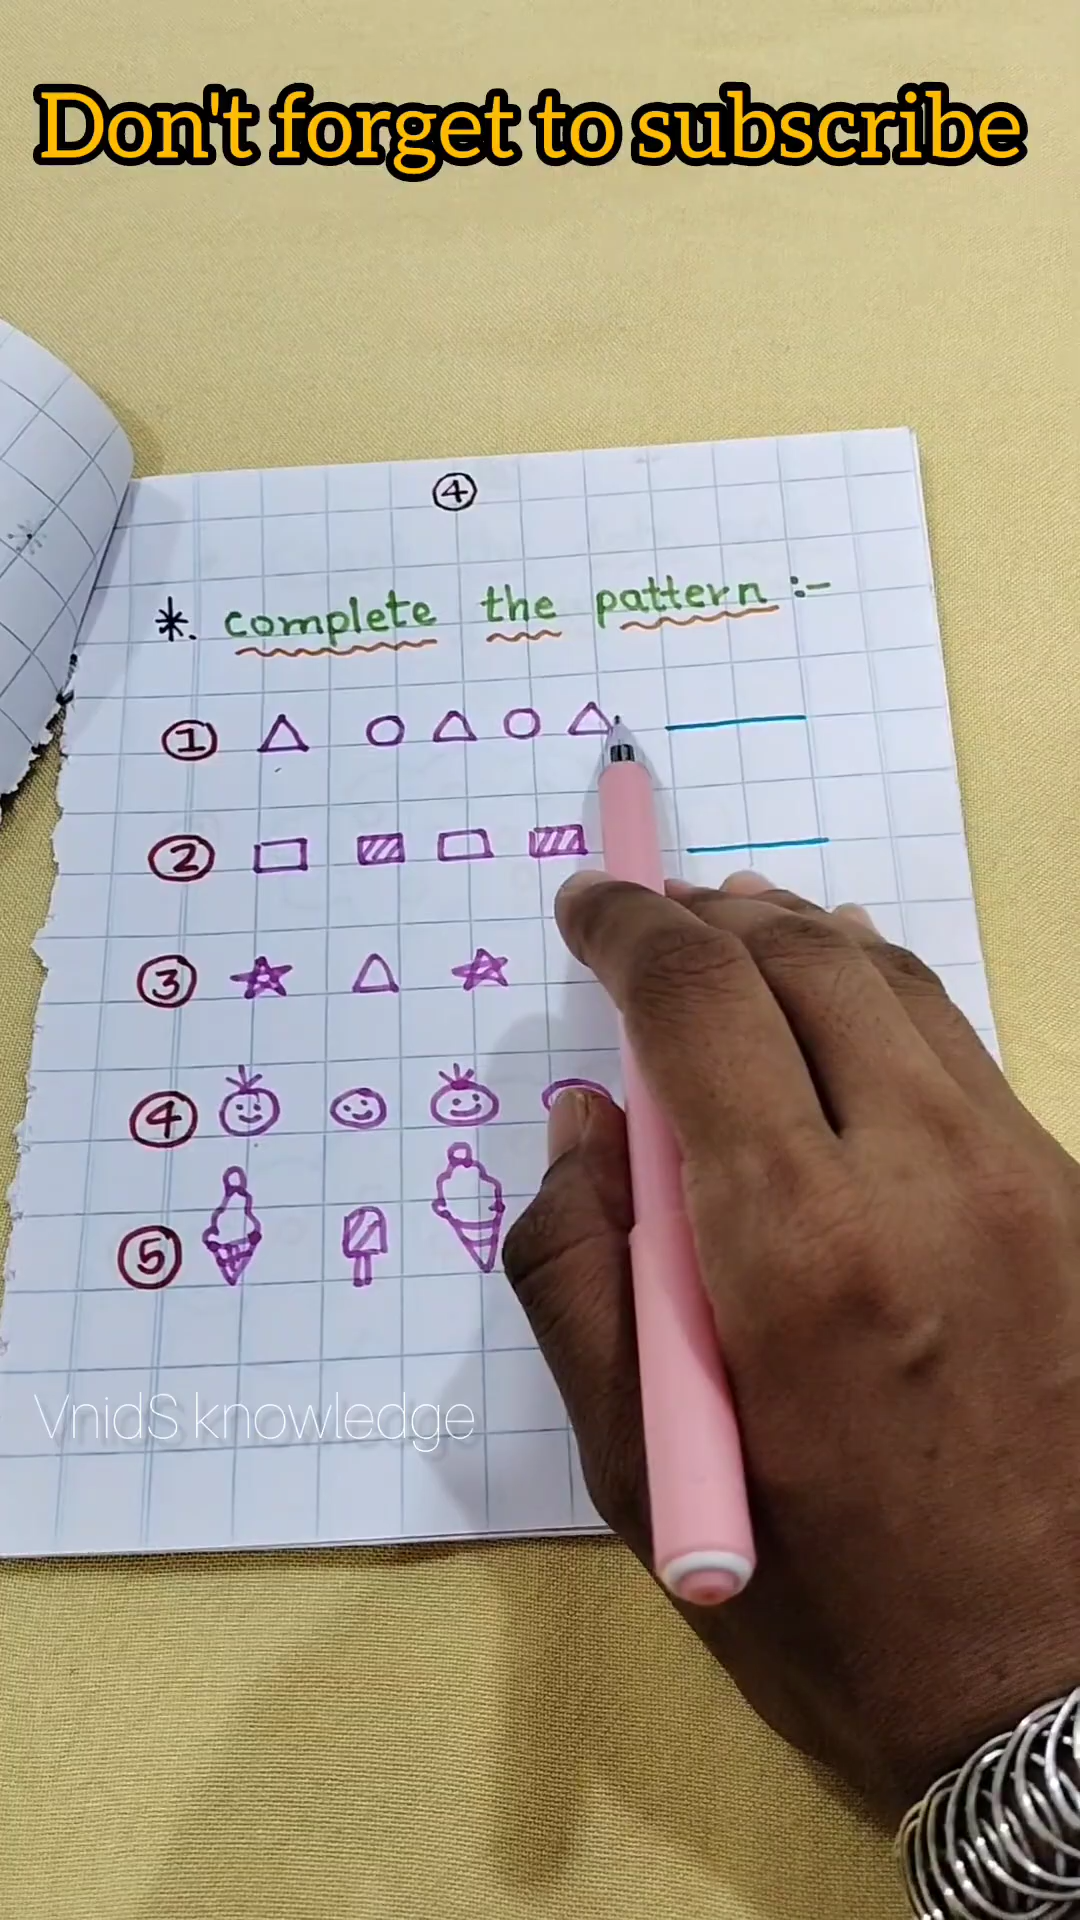 Don't forget to subscribe
④
*. complete the pattern :-
①
②
③
④
⑤
VnidS knowledge